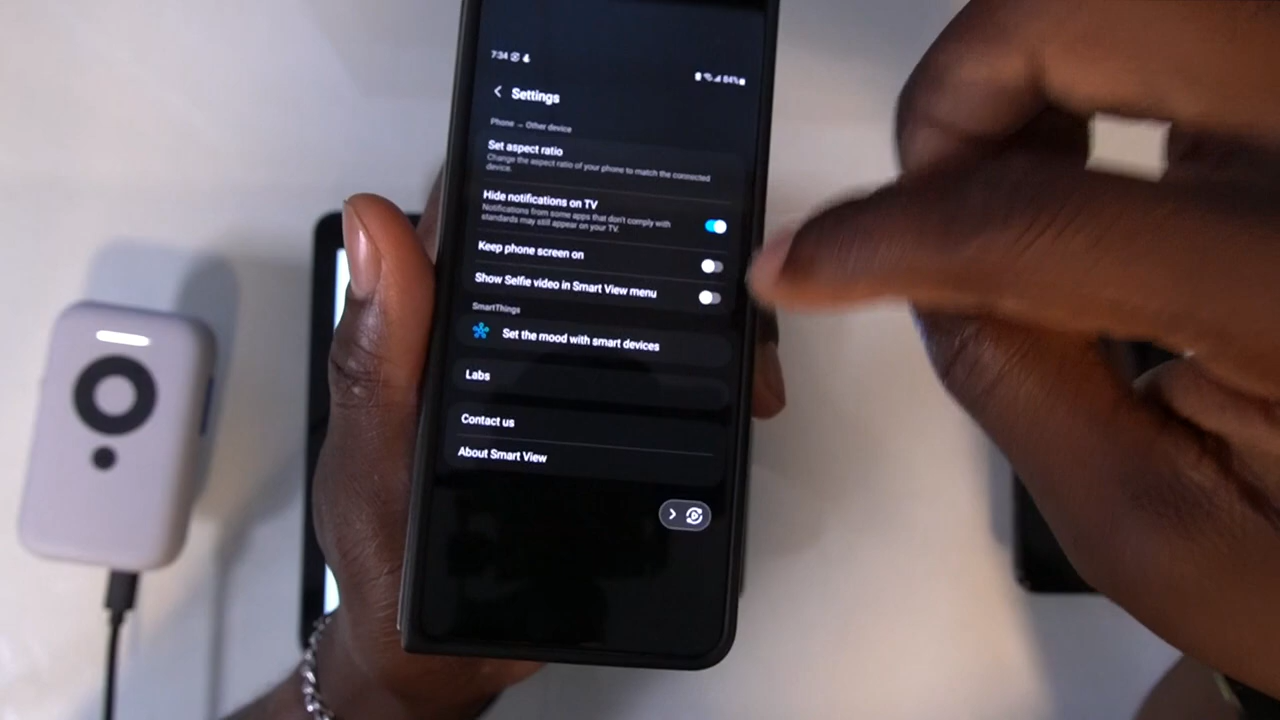 7:34
84%
Settings
Phone → Other device
Set aspect ratio
Change the aspect ratio of your phone to match the connected
device.
Hide notifications on TV
Notifications from some apps that don't comply with
standards may still appear on your TV.
Keep phone screen on
Show Selfie video in Smart View menu
SmartThings
Set the mood with smart devices
Labs
Contact us
About Smart View